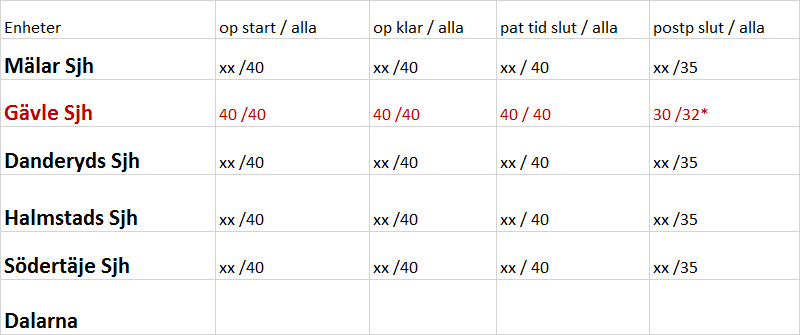 Enheter op start / alla op klar / alla pat tid slut / alla postp slut / alla
Mälar Sjh xx /40 xx /40 xx / 40 xx /35
Gävle Sjh 40 /40 40 /40 40 / 40 30 /32*
Danderyds Sjh xx /40 xx /40 xx / 40 xx /35
Halmstads Sjh xx /40 xx /40 xx / 40 xx /35
Södertäje Sjh xx /40 xx /40 xx / 40 xx /35
Dalarna